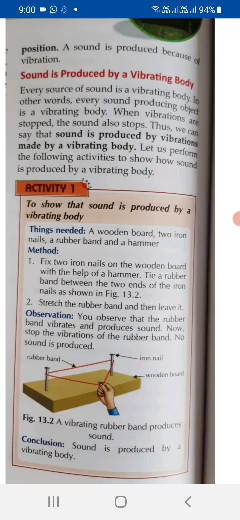 9:00
94%
position. A sound is produced because of
vibration.
Sound is Produced by a Vibrating Body
Every source of sound is a vibrating body. In
other words, every sound producing object
is a vibrating body. When vibrations are
stopped, the sound also stops. Thus, we can
say that sound is produced by vibrations
made by a vibrating body. Let us perform
the following activities to show how sound
is produced by a vibrating body.
ACTIVITY 1
To show that sound is produced by a
vibrating body
Things needed: A wooden board, two iron
nails, a rubber band and a hammer
Method:
1. Fix two iron nails on the wooden board
with the help of a hammer. Tie a rubber
band between the two ends of the iron
nails as shown in Fig. 13.2.
2. Stretch the rubber band and then leave it.
Observation: You observe that the rubber
band vibrates and produces sound. Now,
stop the vibrations of the rubber band. No
sound is produced.
rubber band
iron nail
wooden board
Fig. 13.2 A vibrating rubber band produces
sound.
Conclusion: Sound is produced by a
vibrating body.